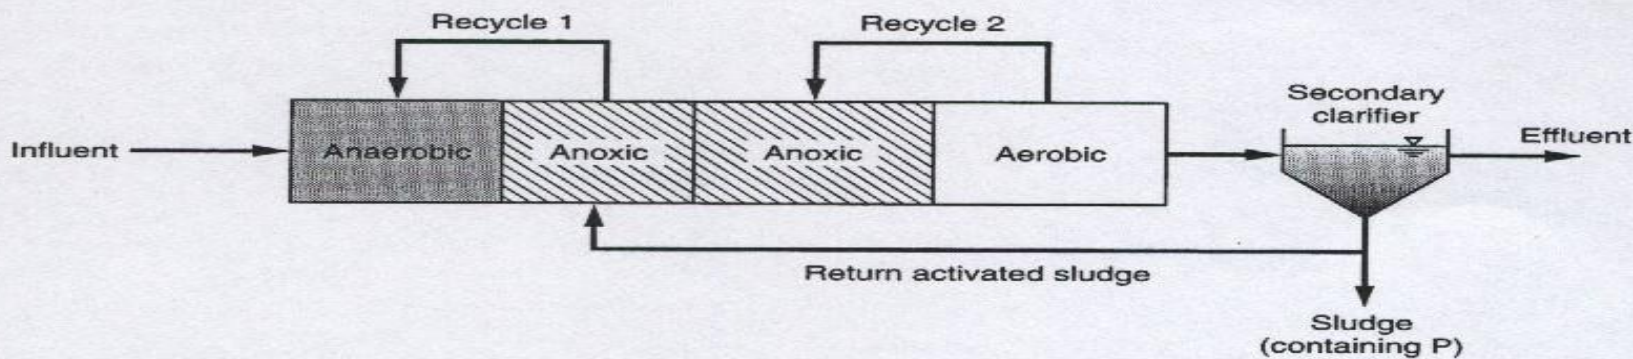 Recycle 1
Recycle 2
Secondary
clarifier
Influent
Anaerobic
Anoxic
Anoxic
Aerobic
Effluent
Return activated sludge
Sludge
(containing P)